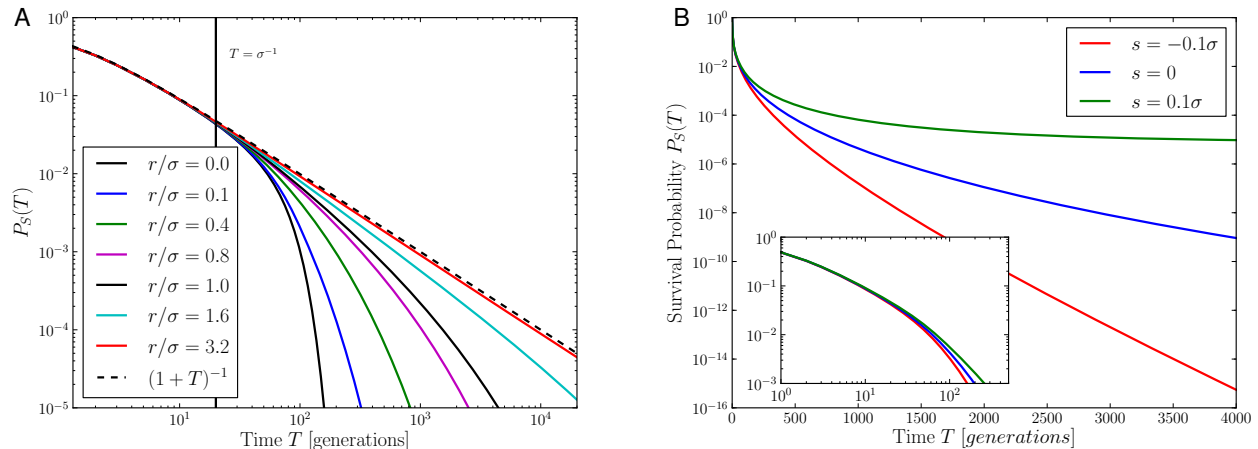 A
10^0
10^{-1}
10^{-2}
10^{-3}
10^{-4}
10^{-5}
P_S(T)
T = σ^{-1}
r/σ = 0.0
r/σ = 0.1
r/σ = 0.4
r/σ = 0.8
r/σ = 1.0
r/σ = 1.6
r/σ = 3.2
(1+T)^{-1}
10^1 10^2 10^3 10^4
Time T [generations]
B
10^0
10^{-2}
10^{-4}
10^{-6}
10^{-8}
10^{-10}
10^{-12}
10^{-14}
10^{-16}
Survival Probability P_S(T)
s = −0.1σ
s = 0
s = 0.1σ
10^0
10^{-1}
10^{-2}
10^{-3}
10^0 10^1 10^2
0 500 1000 1500 2000 2500 3000 3500 4000
Time T [generations]